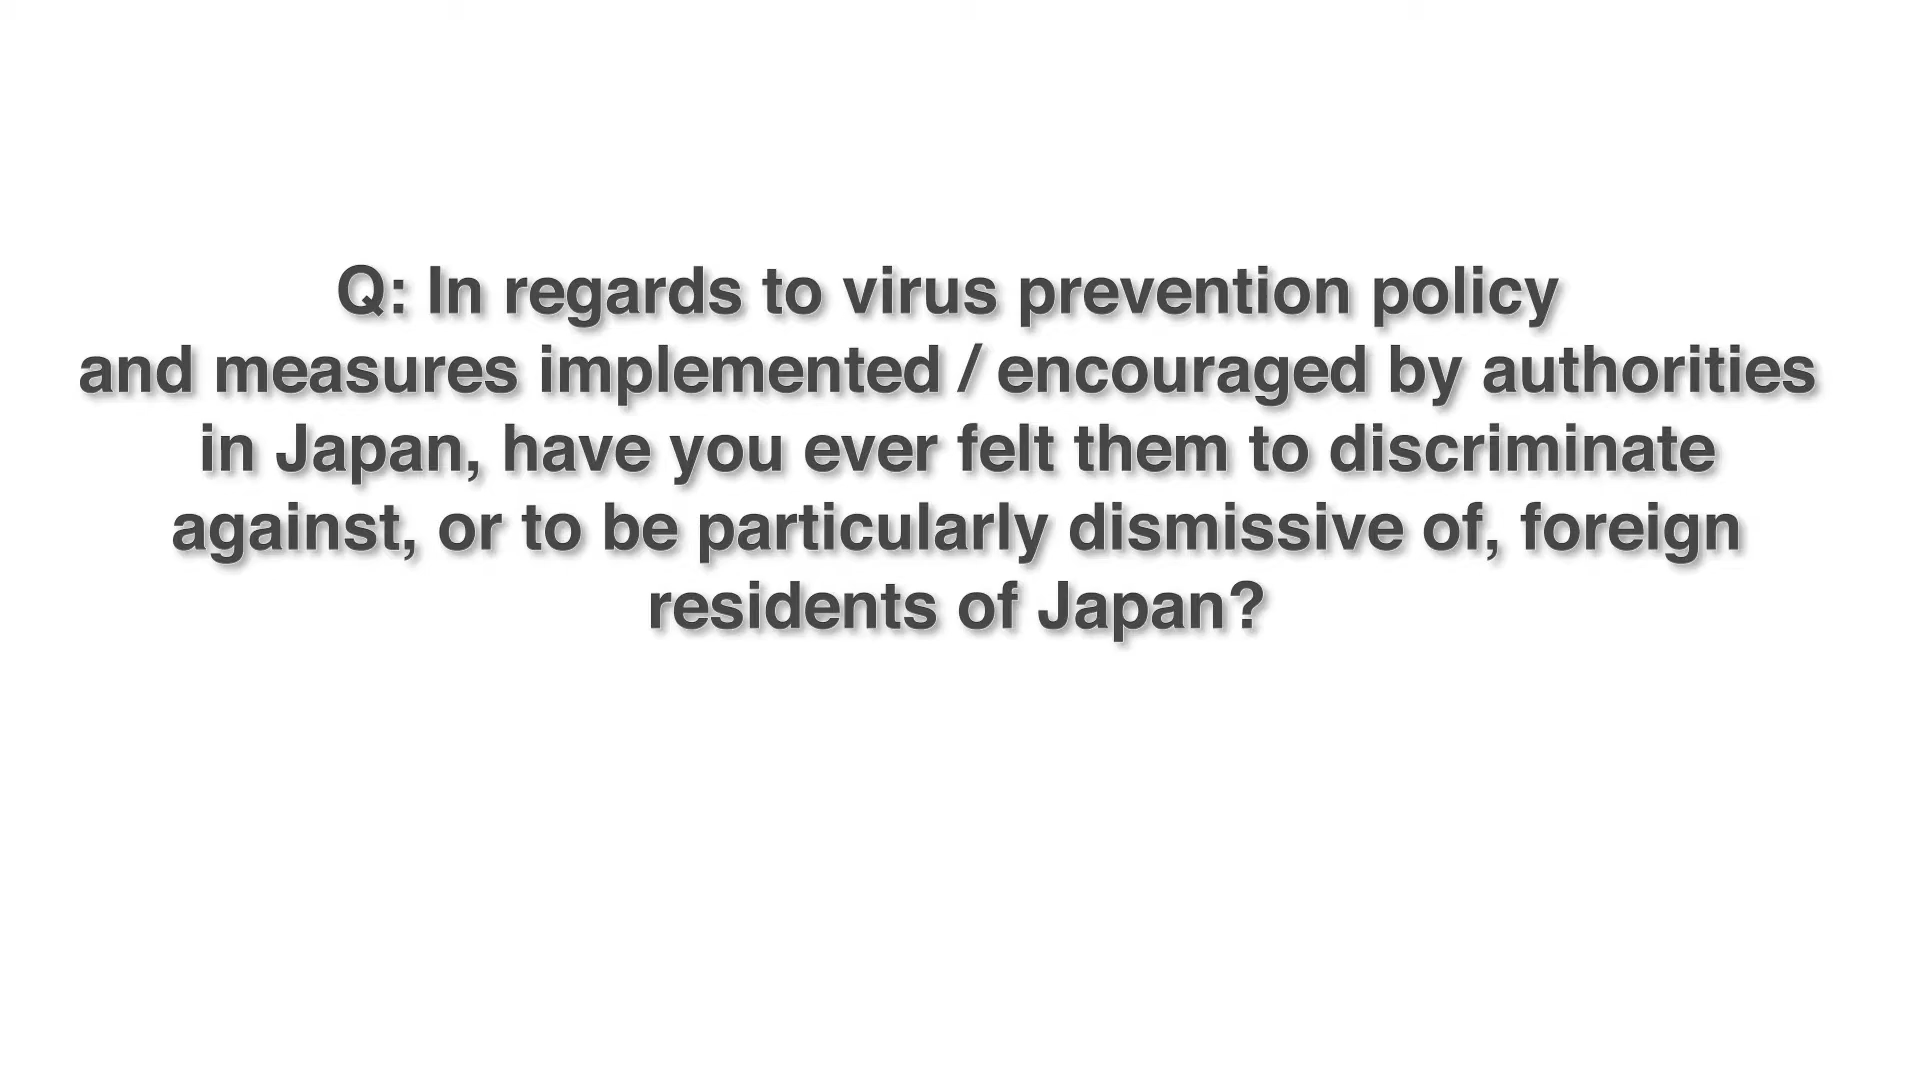 Q: In regards to virus prevention policy
and measures implemented / encouraged by authorities
in Japan, have you ever felt them to discriminate
against, or to be particularly dismissive of, foreign
residents of Japan?